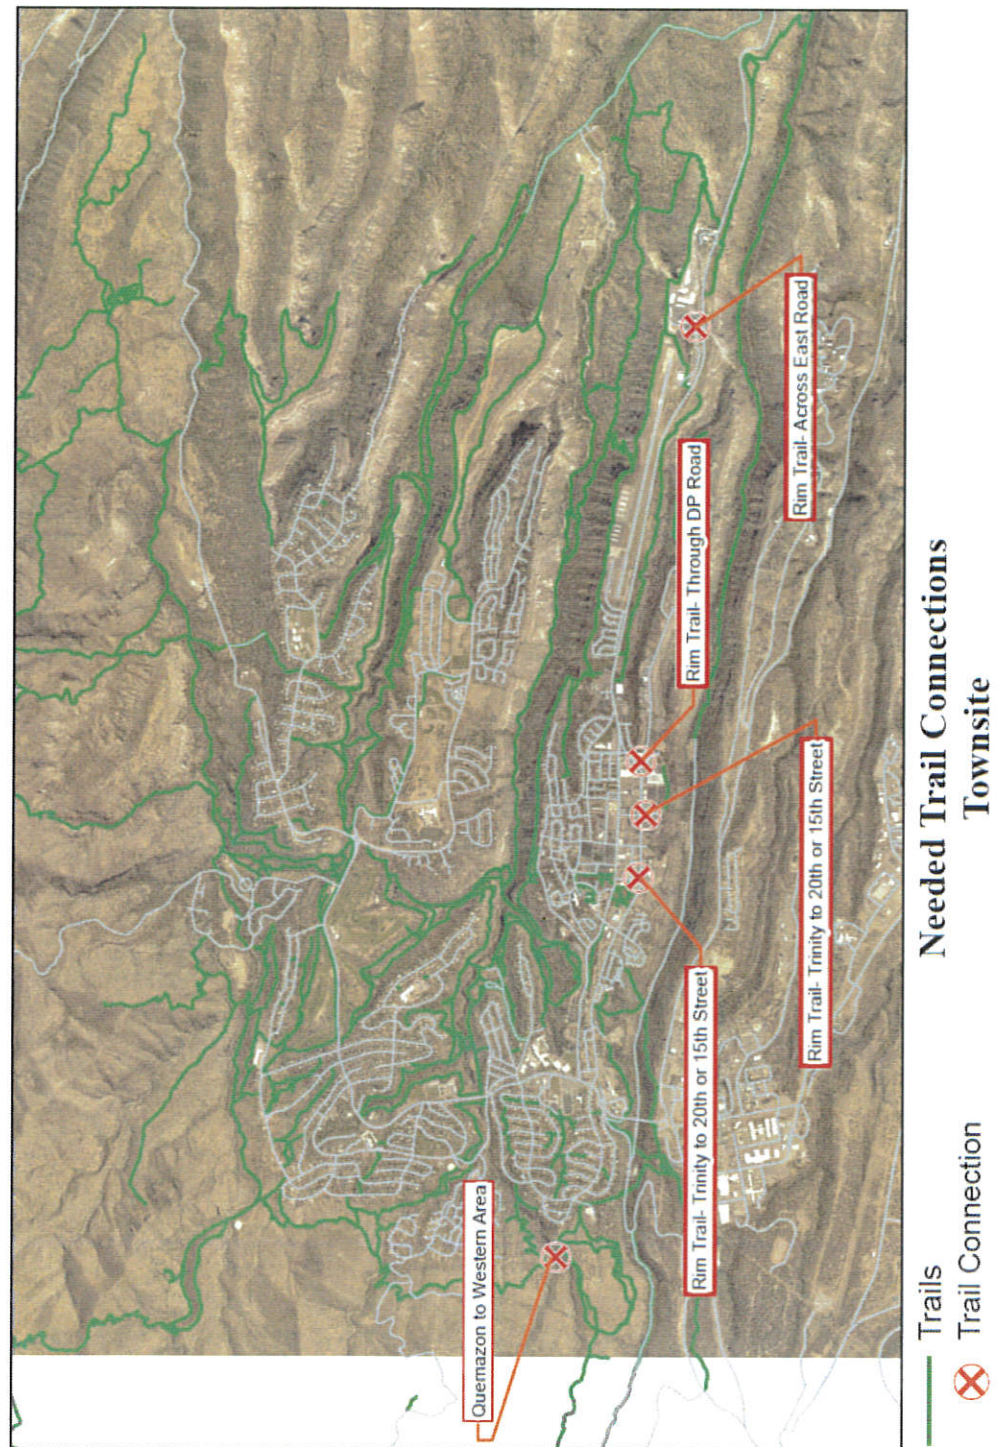 Quemazon to Western Area
Rim Trail- Trinity to 20th or 15th Street
Rim Trail- Trinity to 20th or 15th Street
Rim Trail- Through DP Road
Rim Trail- Across East Road
Trails
Trail Connection
Needed Trail Connections
Townsite